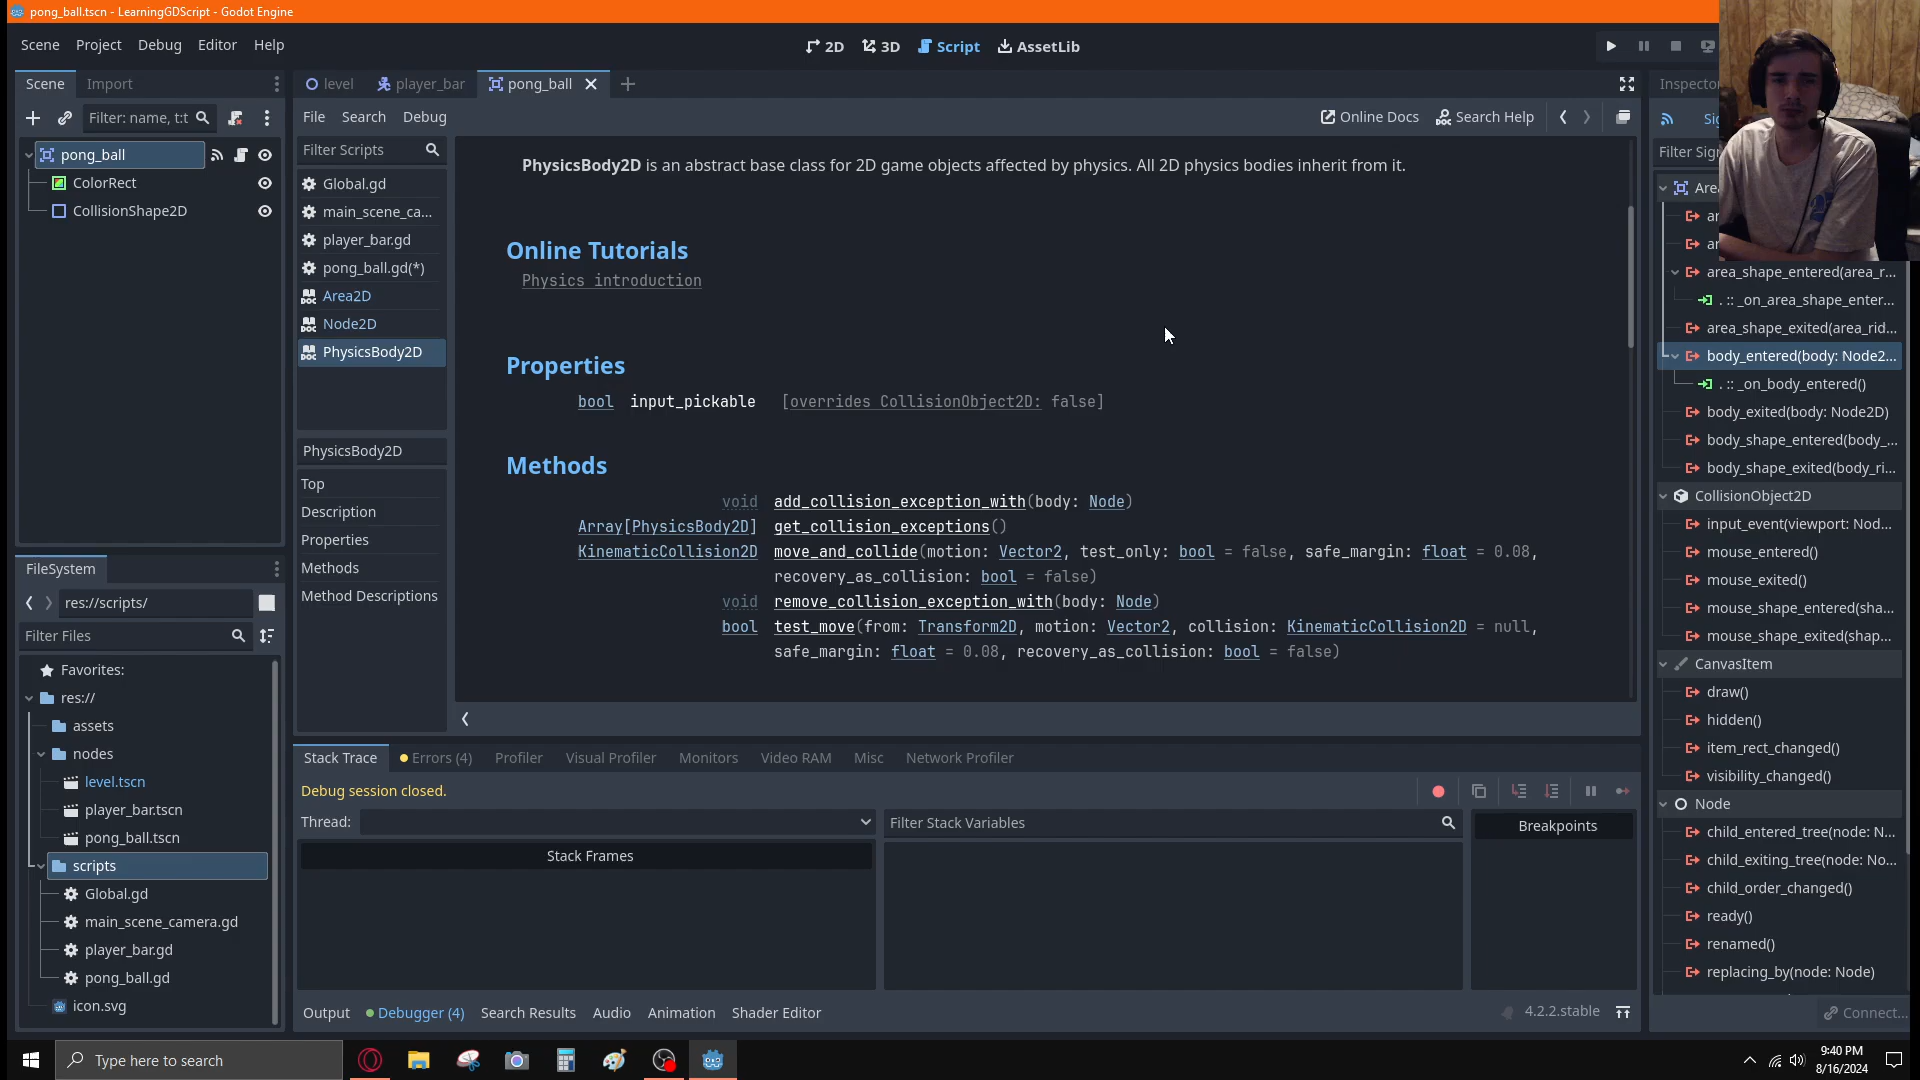 pong_ball.tscn - LearningGDScript - Godot Engine
Scene Project Debug Editor Help
2D 3D Script AssetLib
Scene Import
level player_bar pong_ball
Inspector
Filter: name, t:t
File Search Debug
Online Docs Search Help
pong_ball
ColorRect
CollisionShape2D
Filter Scripts
Global.gd
main_scene_ca...
player_bar.gd
pong_ball.gd(*)
Area2D
Node2D
PhysicsBody2D
PhysicsBody2D
Top
Description
Properties
Methods
Method Descriptions
PhysicsBody2D is an abstract base class for 2D game objects affected by physics. All 2D physics bodies inherit from it.
Online Tutorials
Physics introduction
Properties
bool input_pickable [overrides CollisionObject2D: false]
Methods
void add_collision_exception_with(body: Node)
Array[PhysicsBody2D] get_collision_exceptions()
KinematicCollision2D move_and_collide(motion: Vector2, test_only: bool = false, safe_margin: float = 0.08,
recovery_as_collision: bool = false)
void remove_collision_exception_with(body: Node)
bool test_move(from: Transform2D, motion: Vector2, collision: KinematicCollision2D = null,
safe_margin: float = 0.08, recovery_as_collision: bool = false)
area_shape_entered(area_r...
. :: _on_area_shape_enter...
area_shape_exited(area_rid...
body_entered(body: Node2...
. :: _on_body_entered()
body_exited(body: Node2D)
body_shape_entered(body_...
body_shape_exited(body_ri...
CollisionObject2D
input_event(viewport: Nod...
mouse_entered()
mouse_exited()
mouse_shape_entered(sha...
mouse_shape_exited(shap...
CanvasItem
draw()
hidden()
item_rect_changed()
visibility_changed()
Node
child_entered_tree(node: N...
child_exiting_tree(node: No...
child_order_changed()
ready()
renamed()
replacing_by(node: Node)
Connect...
FileSystem
res://scripts/
Filter Files
Favorites:
res://
assets
nodes
level.tscn
player_bar.tscn
pong_ball.tscn
scripts
Global.gd
main_scene_camera.gd
player_bar.gd
pong_ball.gd
icon.svg
Stack Trace Errors (4) Profiler Visual Profiler Monitors Video RAM Misc Network Profiler
Debug session closed.
Thread:
Filter Stack Variables
Breakpoints
Stack Frames
Output Debugger (4) Search Results Audio Animation Shader Editor
4.2.2.stable
Type here to search
9:40 PM
8/16/2024